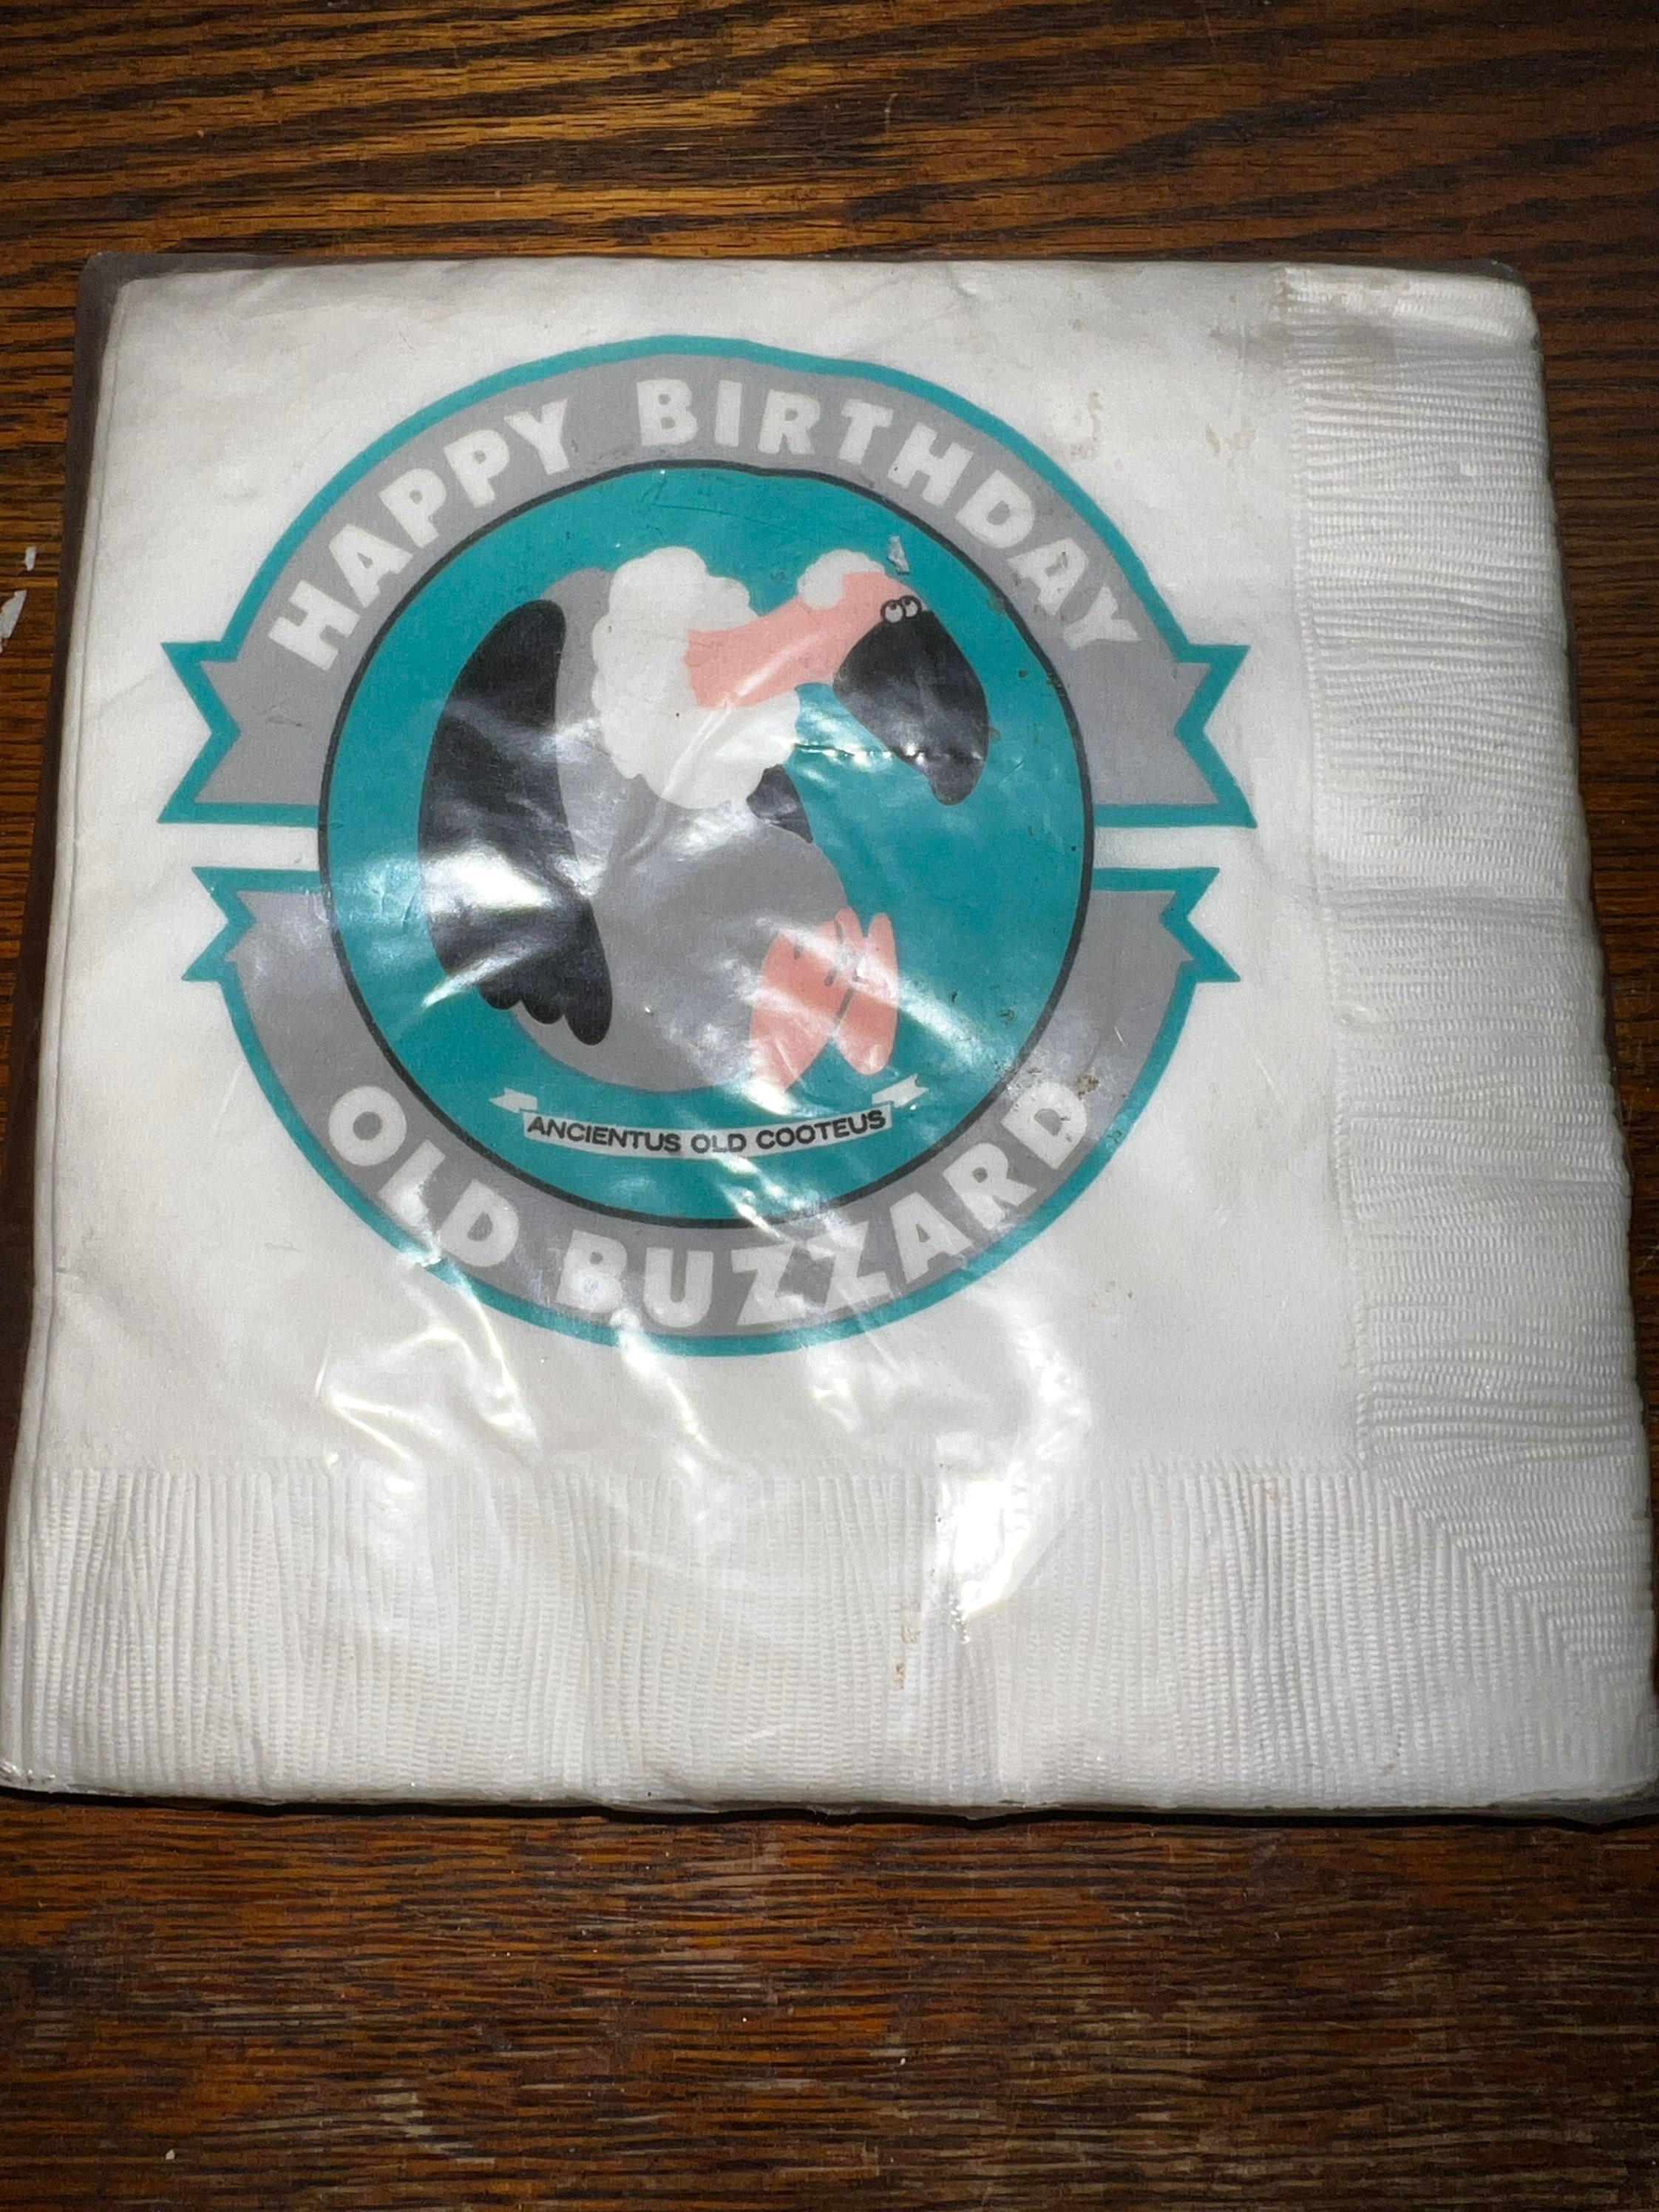 HAPPY BIRTHDAY
ANCIENTUS OLD COOTEUS
OLD BUZZARD